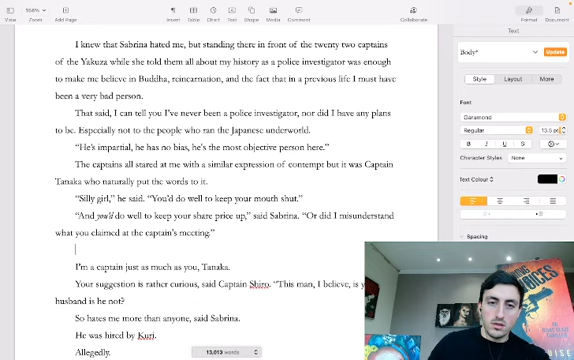 168%
View
Zoom
Add Page
Insert
Table
Chart
Text
Shape
Media
Comment
Collaborate
Format
Document
I knew that Sabrina hated me, but standing there in front of the twenty two captains
of the Yakuza while she told them all about my history as a police investigator was enough
to make me believe in Buddha, reincarnation, and the fact that in a previous life I must have
been a very bad person.
That said, I can tell you I've never been a police investigator, nor did I have any plans
to be. Especially not to the people who ran the Japanese underworld.
“He's impartial, he has no bias, he's the most objective person here.”
The captains all stared at me with a similar expression of contempt but it was Captain
Tanaka who naturally put the words to it.
“Silly girl,” he said. “You'd do well to keep your mouth shut.”
“And you'd do well to keep your share price up,” said Sabrina. “Or did I misunderstand
what you claimed at the captain's meeting.”
I'm a captain just as much as you, Tanaka.
Your suggestion is rather curious, said Captain Shiro. “This man, I believe, is y
husband is he not?
So hates me more than anyone, said Sabrina.
He was hired by Kuri.
Allegedly.
13,013 words
Text
Body*
Update
Style
Layout
More
Font
Garamond
Regular
13.5 pt
B I U S
Character Styles
None
Text Colour
Spacing